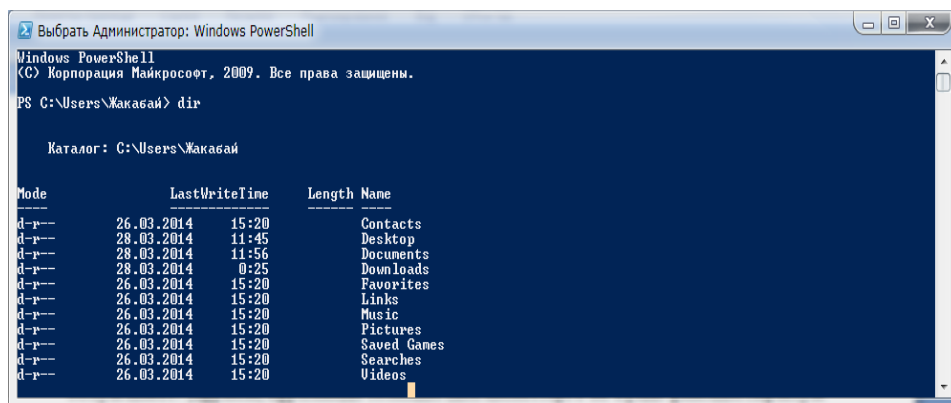 Выбрать Администратор: Windows PowerShell
Windows PowerShell
(C) Корпорация Майкрософт, 2009. Все права защищены.
PS C:\Users\Жакабай> dir
Каталог: C:\Users\Жакабай
Mode LastWriteTime Length Name
---- ------------- ------ ----
d-r-- 26.03.2014 15:20 Contacts
d-r-- 28.03.2014 11:45 Desktop
d-r-- 28.03.2014 11:56 Documents
d-r-- 28.03.2014 0:25 Downloads
d-r-- 26.03.2014 15:20 Favorites
d-r-- 26.03.2014 15:20 Links
d-r-- 26.03.2014 15:20 Music
d-r-- 26.03.2014 15:20 Pictures
d-r-- 26.03.2014 15:20 Saved Games
d-r-- 26.03.2014 15:20 Searches
d-r-- 26.03.2014 15:20 Videos